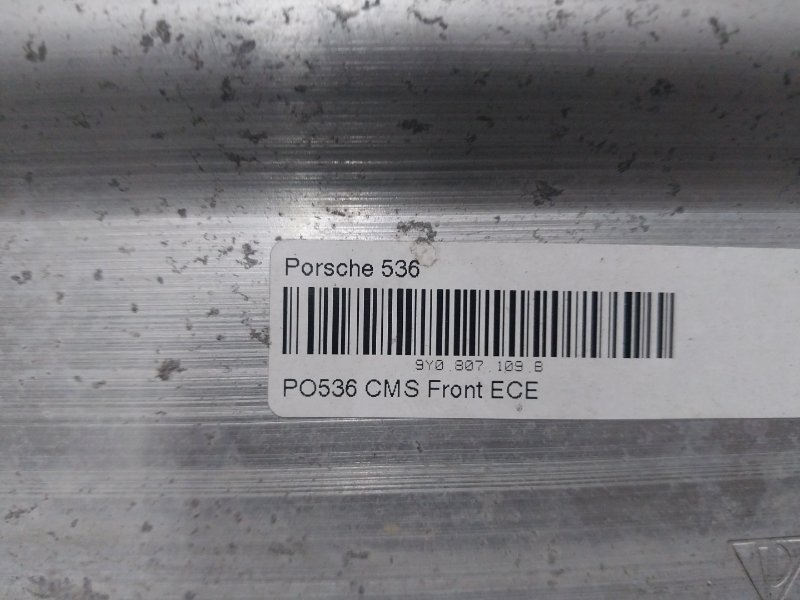 Porsche 536
9Y0.807.109 B
PO536 CMS Front ECE